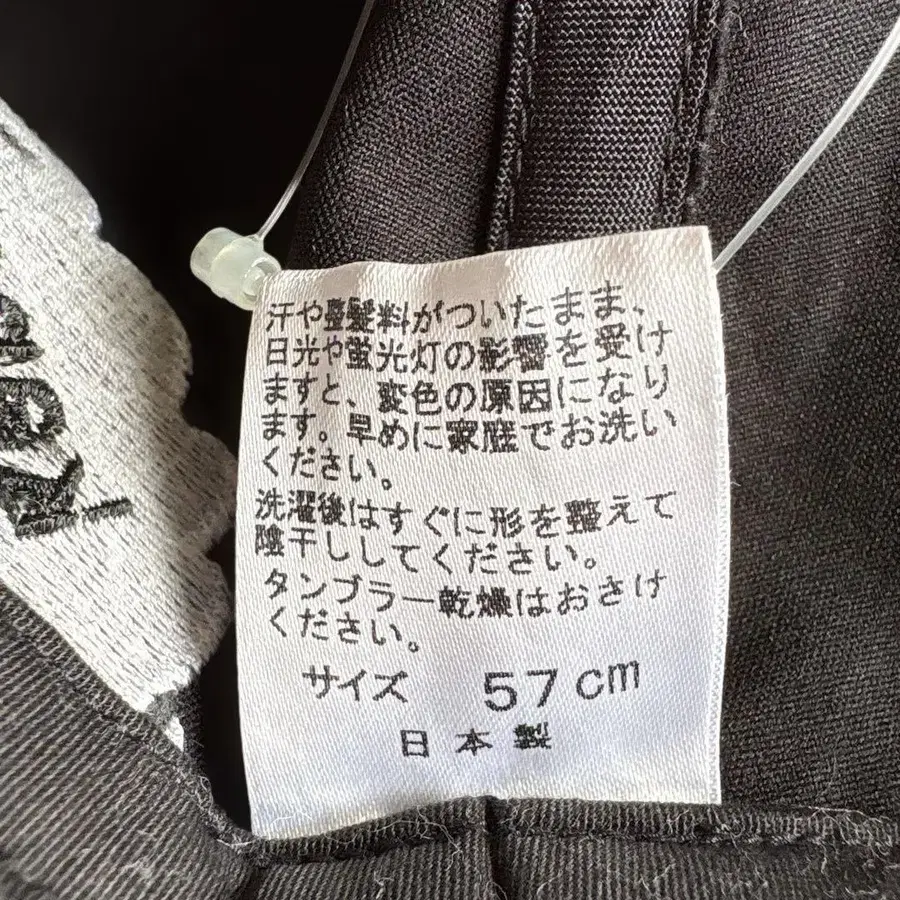 汗や整髪料がついたまま、
日光や蛍光灯の影響を受け
ますと、変色の原因になり
ます。早めに家庭でお洗い
ください。
洗濯後はすぐに形を整えて
陰干ししてください。
タンブラー乾燥はおさけ
ください。
サイズ 57cm
日本製